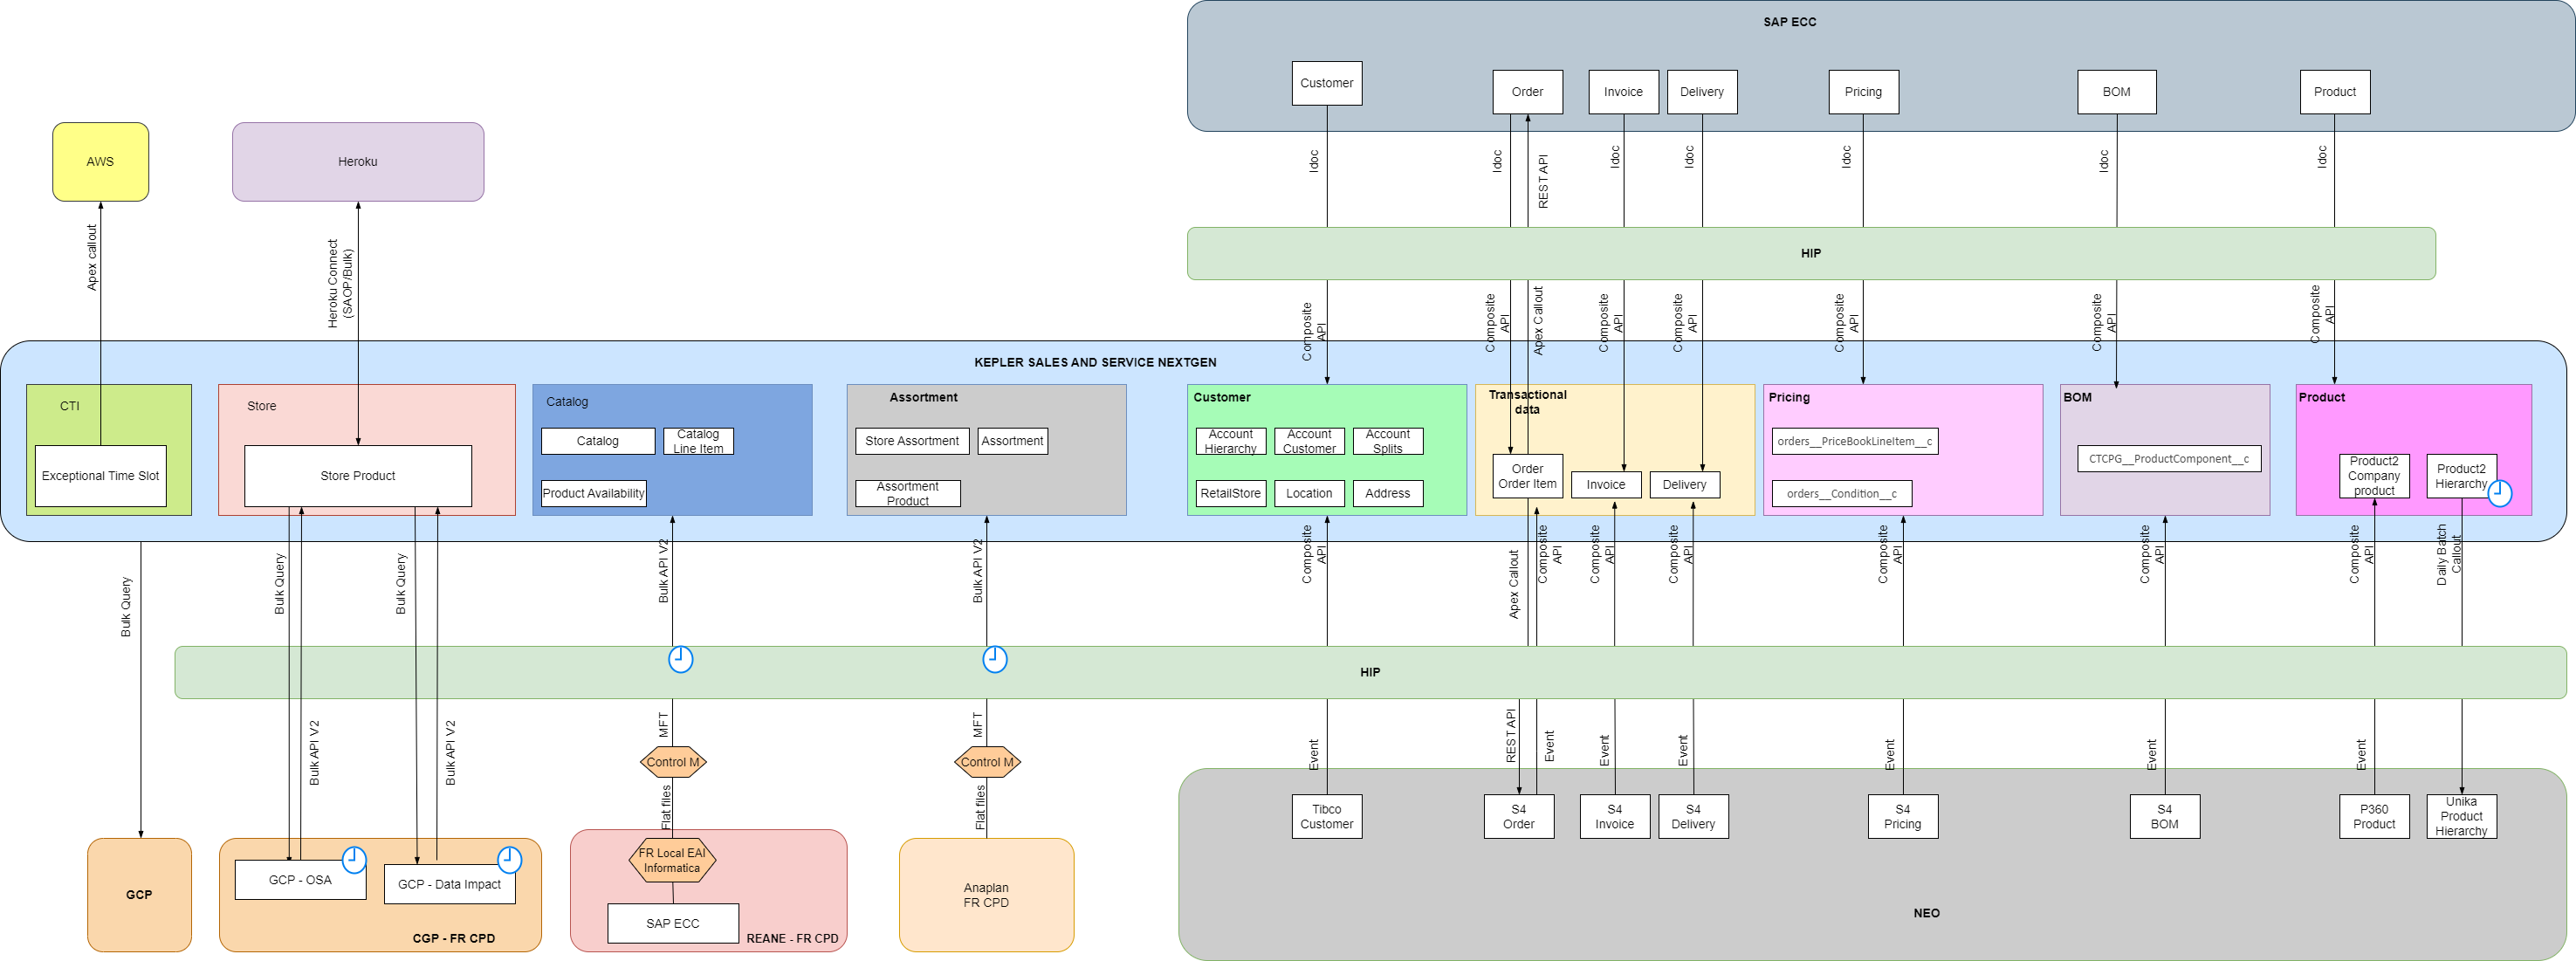 SAP ECC
Customer
Order
Invoice
Delivery
Pricing
BOM
Product
AWS
Heroku
Idoc
Idoc
REST API
Idoc
Idoc
Idoc
Idoc
Idoc
Apex callout
Heroku Connect
(SAOP/Bulk)
HIP
Composite
API
Composite
API
Apex Callout
Composite
API
Composite
API
Composite
API
Composite
API
Composite
API
KEPLER SALES AND SERVICE NEXTGEN
CTI
Exceptional Time Slot
Store
Store Product
Catalog
Catalog
Catalog
Line Item
Product Availability
Assortment
Store Assortment
Assortment
Assortment
Product
Customer
Account
Hierarchy
Account
Customer
Account
Splits
RetailStore
Location
Address
Transactional
data
Order
Order Item
Invoice
Delivery
Pricing
orders__PriceBookLineItem__c
orders__Condition__c
BOM
CTCPG__ProductComponent__c
Product
Product2
Company
product
Product2
Hierarchy
Bulk Query
Bulk Query
Bulk Query
Bulk API V2
Bulk API V2
Composite
API
Apex Callout
Composite
API
Composite
API
Composite
API
Composite
API
Composite
API
Composite
API
Daily Batch
Callout
HIP
Bulk API V2
Bulk API V2
MFT
MFT
Control M
Control M
Flat files
Flat files
Event
REST API
Event
Event
Event
Event
Event
Event
GCP
GCP - OSA
GCP - Data Impact
CGP - FR CPD
FR Local EAI
Informatica
SAP ECC
REANE - FR CPD
Anaplan
FR CPD
Tibco
Customer
S4
Order
S4
Invoice
S4
Delivery
S4
Pricing
S4
BOM
P360
Product
Unika
Product
Hierarchy
NEO